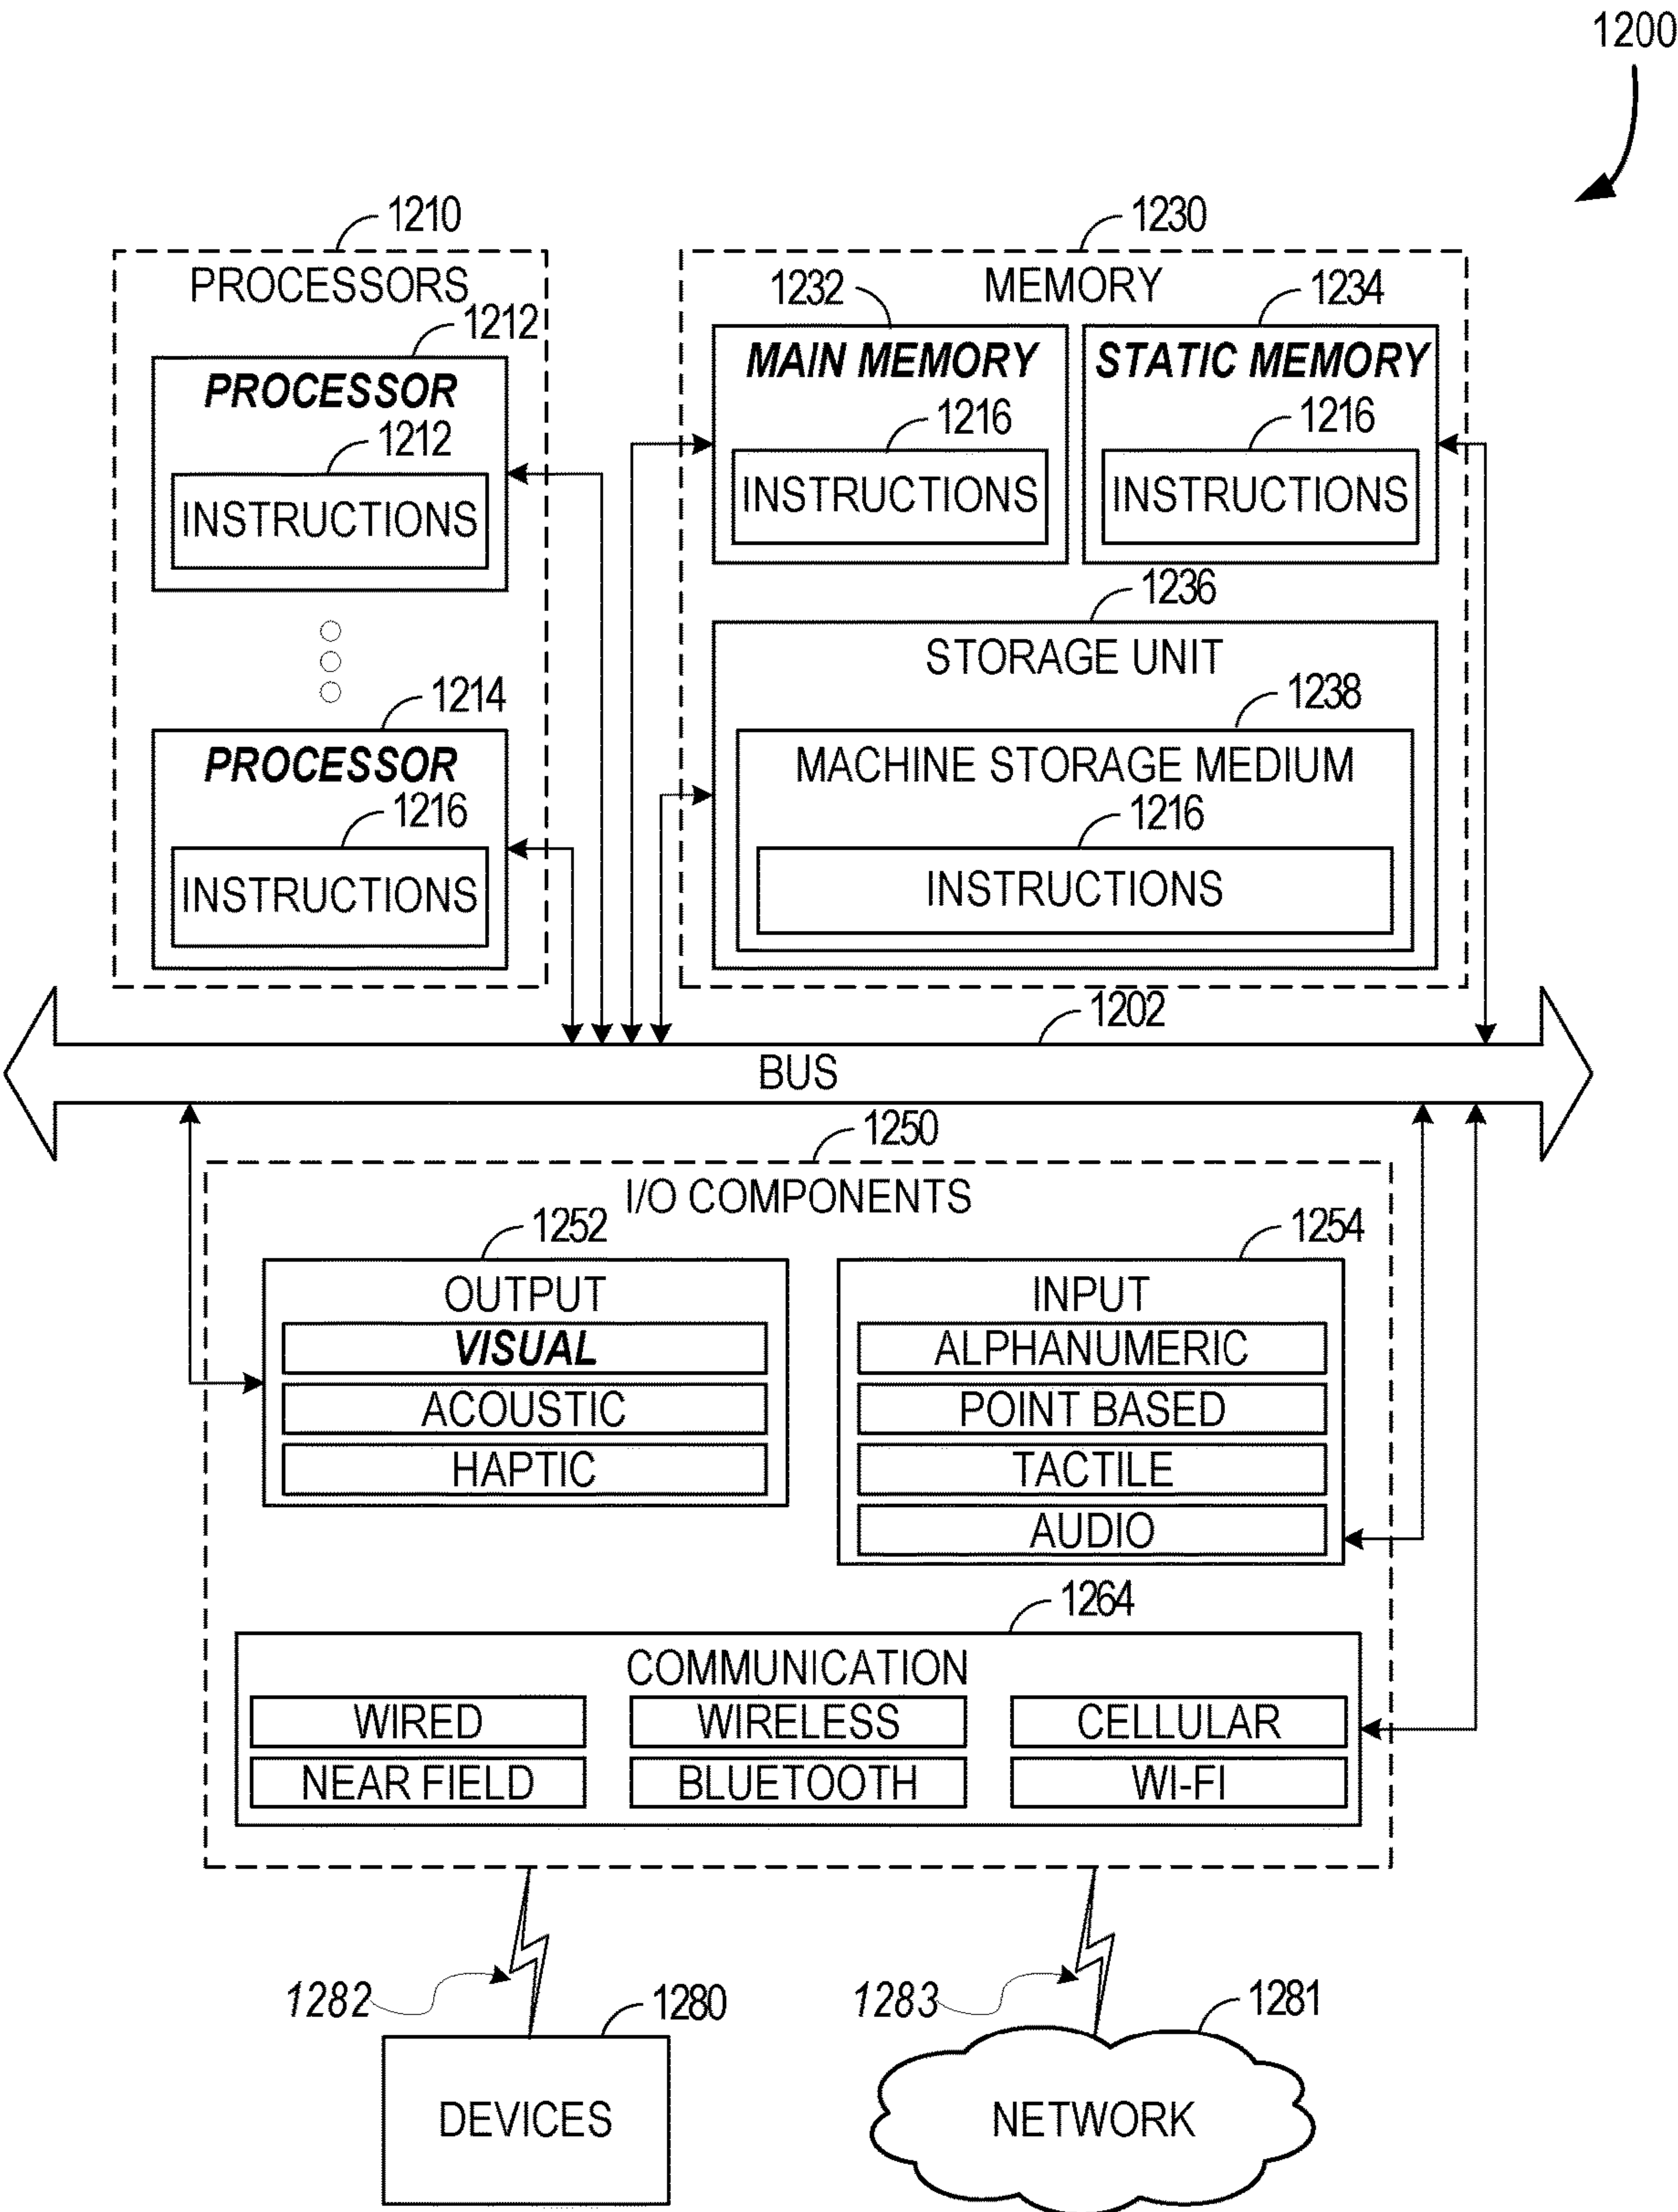 1200
1210
PROCESSORS
1212
PROCESSOR
1212
INSTRUCTIONS
1214
PROCESSOR
1216
INSTRUCTIONS
1230
MEMORY
1232
MAIN MEMORY
1216
INSTRUCTIONS
1234
STATIC MEMORY
1216
INSTRUCTIONS
1236
STORAGE UNIT
1238
MACHINE STORAGE MEDIUM
1216
INSTRUCTIONS
1202
BUS
1250
I/O COMPONENTS
1252
OUTPUT
VISUAL
ACOUSTIC
HAPTIC
1254
INPUT
ALPHANUMERIC
POINT BASED
TACTILE
AUDIO
1264
COMMUNICATION
WIRED
WIRELESS
CELLULAR
NEAR FIELD
BLUETOOTH
WI-FI
1282
1280
DEVICES
1283
1281
NETWORK